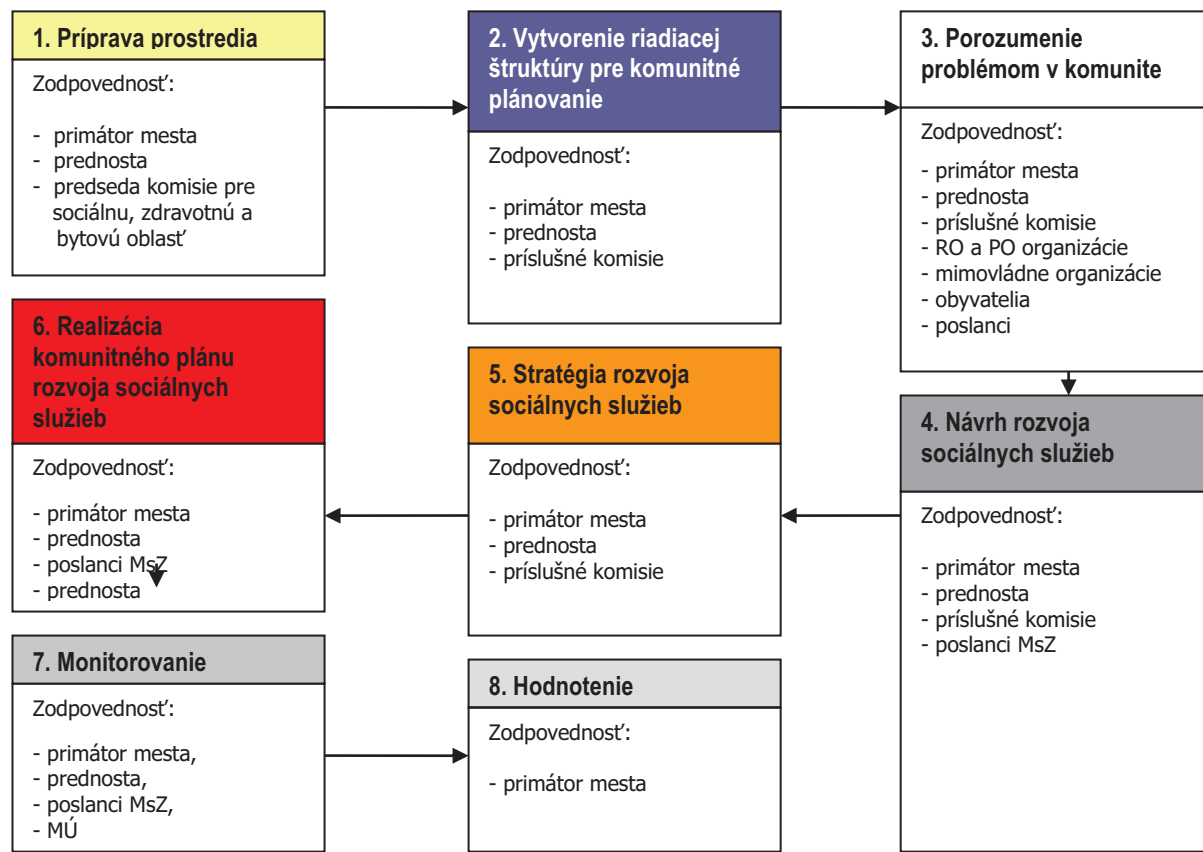 1. Príprava prostredia
Zodpovednosť:
- primátor mesta
- prednosta
- predseda komisie pre
sociálnu, zdravotnú a
bytovú oblasť
2. Vytvorenie riadiacej
štruktúry pre komunitné
plánovanie
Zodpovednosť:
- primátor mesta
- prednosta
- príslušné komisie
3. Porozumenie
problémom v komunite
Zodpovednosť:
- primátor mesta
- prednosta
- príslušné komisie
- RO a PO organizácie
- mimovládne organizácie
- obyvatelia
- poslanci
4. Návrh rozvoja
sociálnych služieb
Zodpovednosť:
- primátor mesta
- prednosta
- príslušné komisie
- poslanci MsZ
5. Stratégia rozvoja
sociálnych služieb
Zodpovednosť:
- primátor mesta
- prednosta
- príslušné komisie
6. Realizácia
komunitného plánu
rozvoja sociálnych
služieb
Zodpovednosť:
- primátor mesta
- prednosta
- poslanci MsZ
- prednosta
7. Monitorovanie
Zodpovednosť:
- primátor mesta,
- prednosta,
- poslanci MsZ,
- MÚ
8. Hodnotenie
Zodpovednosť:
- primátor mesta